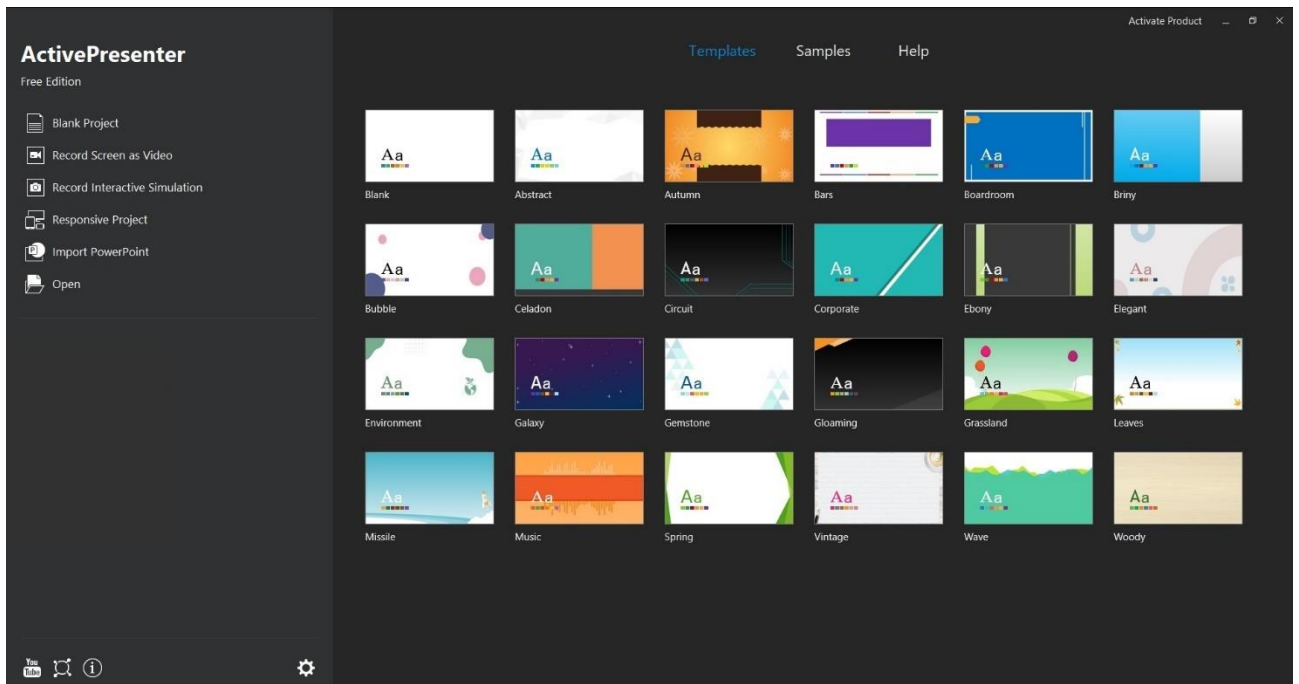 Activate Product
ActivePresenter
Free Edition
Blank Project
Record Screen as Video
Record Interactive Simulation
Responsive Project
Import PowerPoint
Open
You
Tube
Templates Samples Help
Aa Aa Aa Aa Aa
Blank Abstract Autumn Bars Boardroom Briny
Aa Aa Aa Aa Aa Aa
Bubble Celadon Circuit Corporate Ebony Elegant
Aa Aa Aa Aa Aa Aa
Environment Galaxy Gemstone Gloaming Grassland Leaves
Aa Aa Aa Aa Aa Aa
Missile Music Spring Vintage Wave Woody